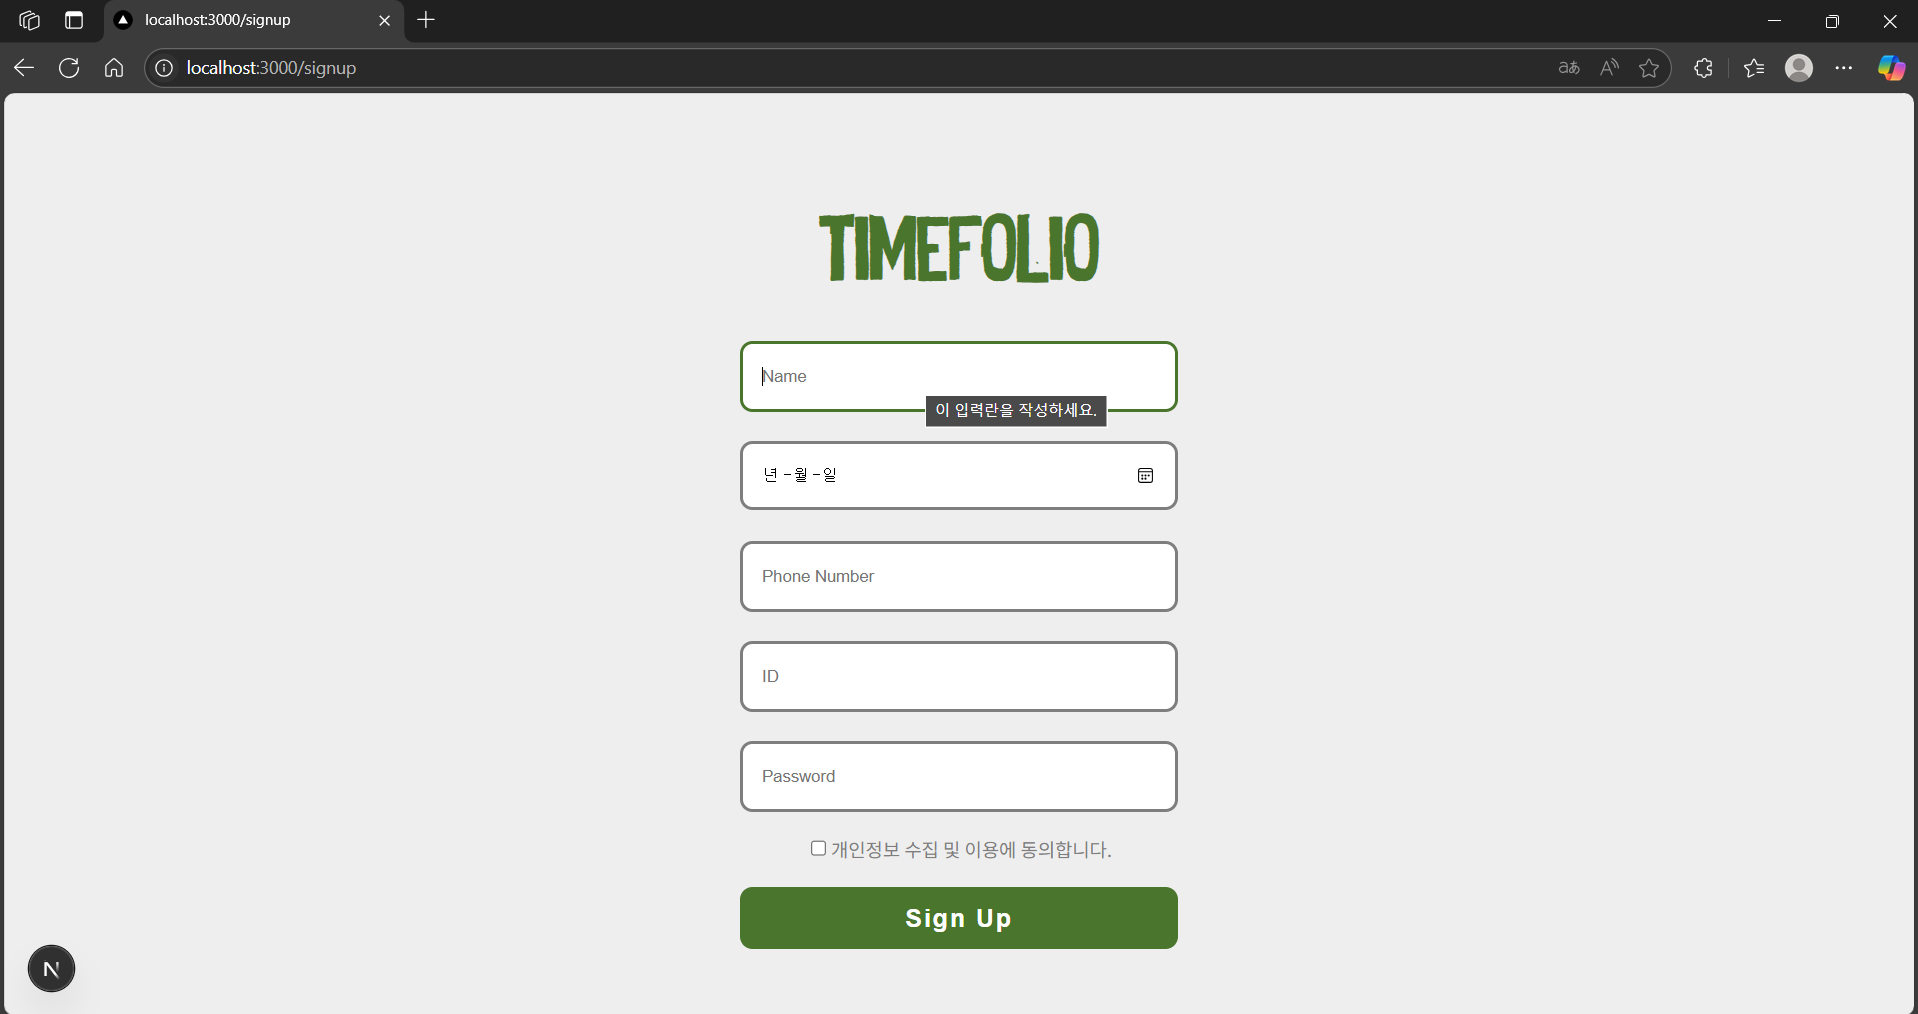 localhost:3000/signup
localhost:3000/signup
TIMEFOLIO
Name
이 입력란을 작성하세요.
년-월-일
Phone Number
ID
Password
개인정보 수집 및 이용에 동의합니다.
Sign Up
N